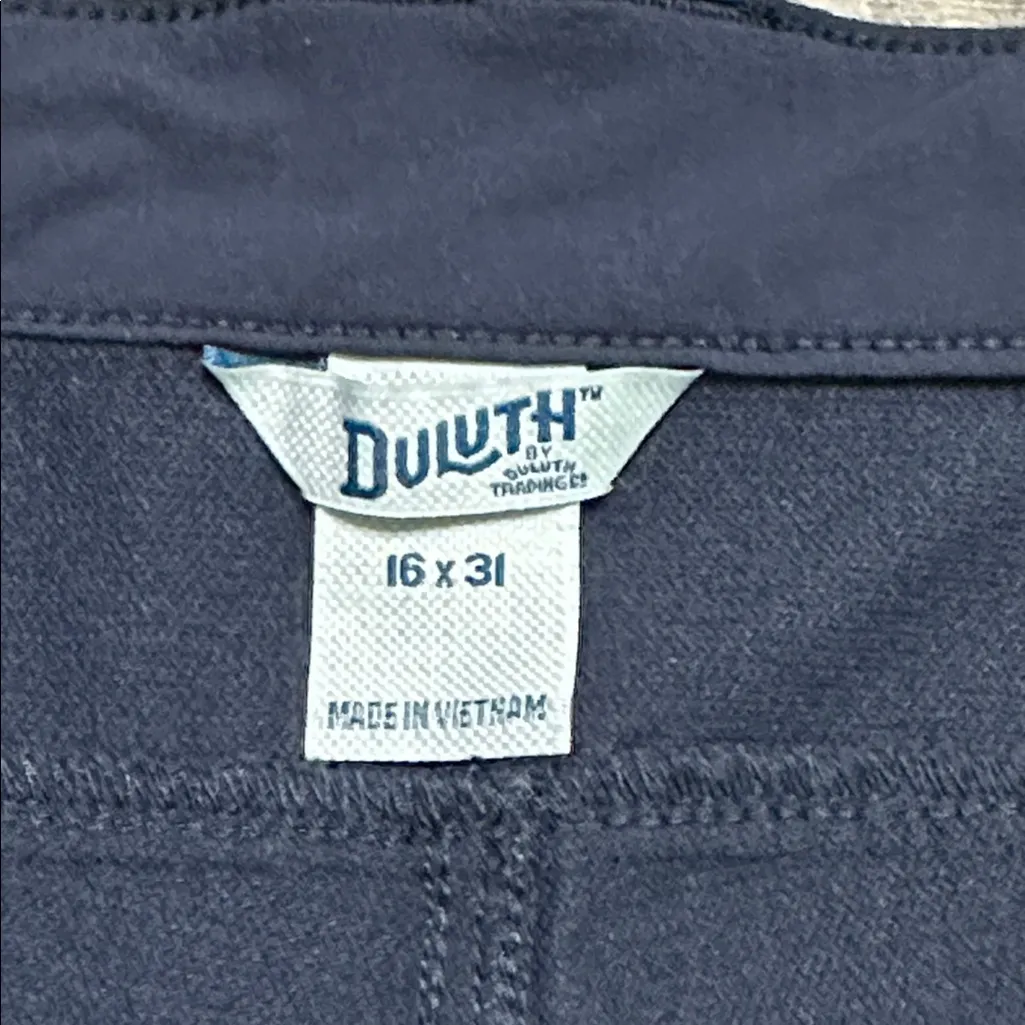 DULUTH™
BY
DULUTH
TRADING Cº
16 x 31
MADE IN VIETNAM